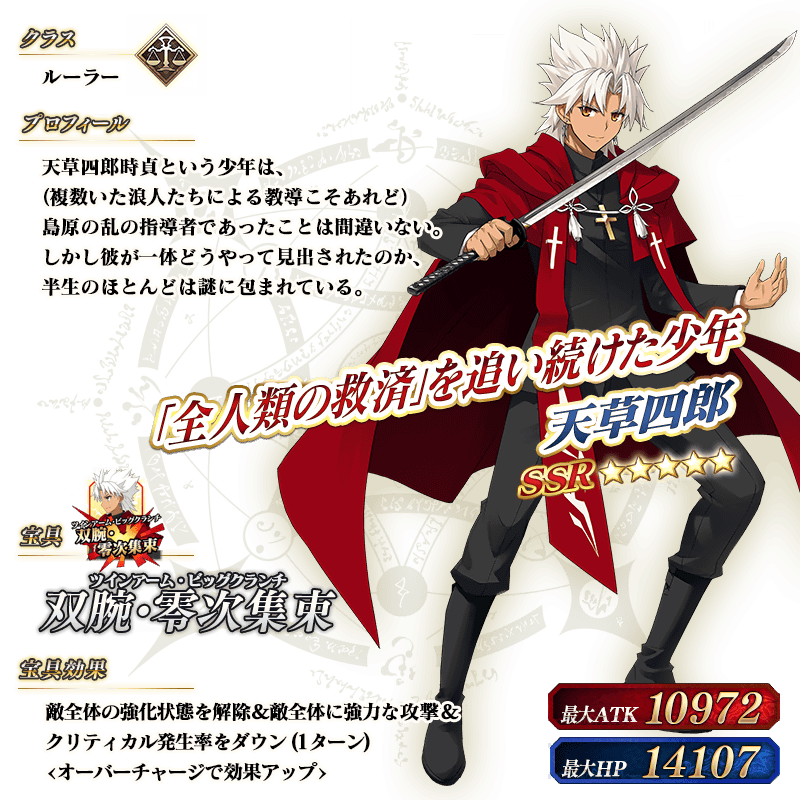 クラス
ルーラー
プロフィール
天草四郎時貞という少年は、
(複数いた浪人たちによる教導こそあれど)
島原の乱の指導者であったことは間違いない。
しかし彼が一体どうやって見出されたのか、
半生のほとんどは謎に包まれている。
「全人類の救済」を追い続けた少年
天草四郎
SSR ☆☆☆☆☆
宝具
ツインアーム・ビッグクランチ
双腕・
零次集束
ツインアーム・ビッグクランチ
双腕・零次集束
宝具効果
敵全体の強化状態を解除&敵全体に強力な攻撃&
クリティカル発生率をダウン(1ターン)
<オーバーチャージで効果アップ>
最大ATK 10972
最大HP 14107